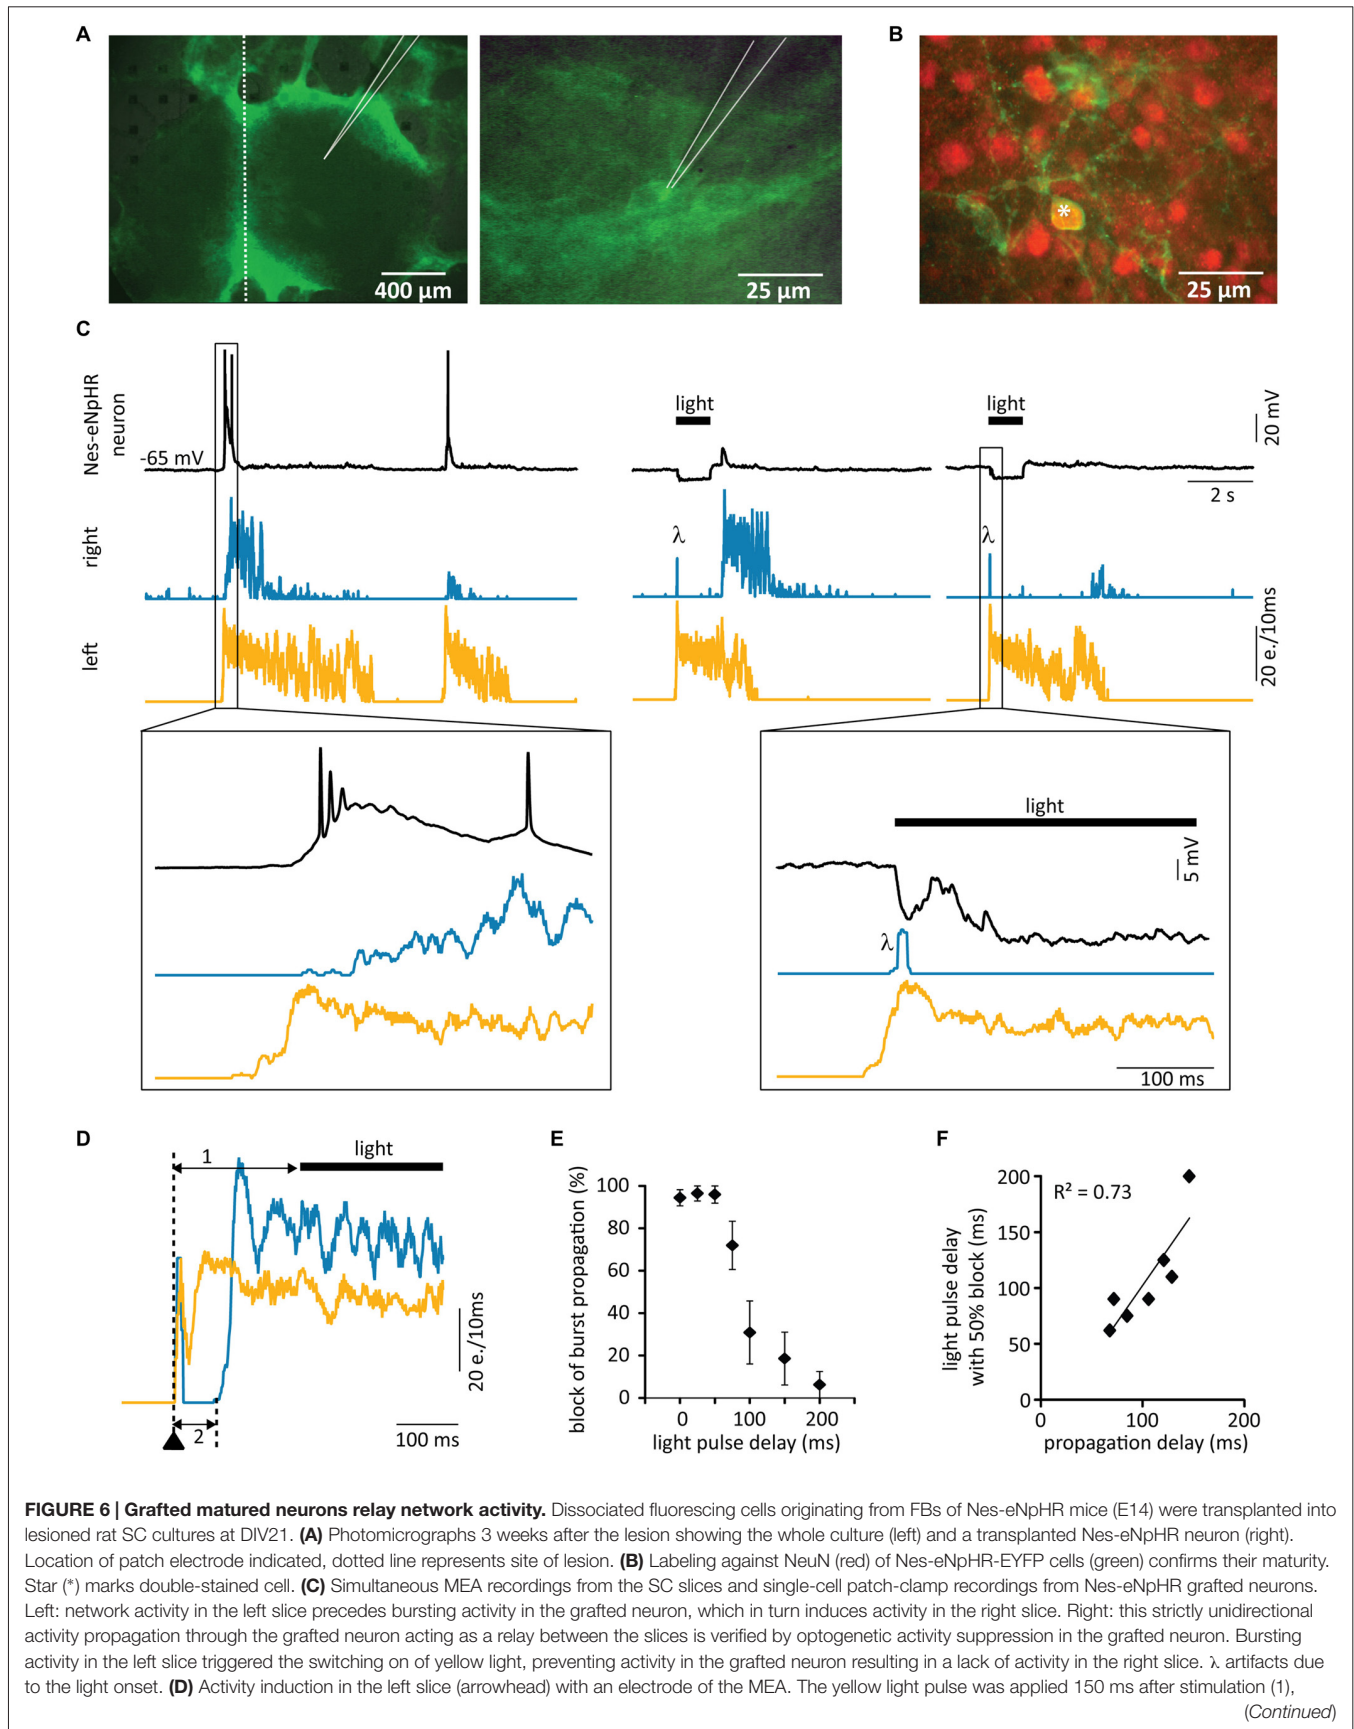 A
B
400 µm
25 µm
*
25 µm
C
Nes-eNpHR
neuron
-65 mV
light
light
20 mV
2 s
right
λ
λ
left
20 e./10ms
light
5 mV
λ
100 ms
D
1
light
2
20 e./10ms
100 ms
E
block of burst propagation (%)
100
80
60
40
20
0
0 100 200
light pulse delay (ms)
F
light pulse delay
with 50% block (ms)
R² = 0.73
200
150
100
50
0
0 100 200
propagation delay (ms)
FIGURE 6 | Grafted matured neurons relay network activity. Dissociated fluorescing cells originating from FBs of Nes-eNpHR mice (E14) were transplanted into
lesioned rat SC cultures at DIV21. (A) Photomicrographs 3 weeks after the lesion showing the whole culture (left) and a transplanted Nes-eNpHR neuron (right).
Location of patch electrode indicated, dotted line represents site of lesion. (B) Labeling against NeuN (red) of Nes-eNpHR-EYFP cells (green) confirms their maturity.
Star (*) marks double-stained cell. (C) Simultaneous MEA recordings from the SC slices and single-cell patch-clamp recordings from Nes-eNpHR grafted neurons.
Left: network activity in the left slice precedes bursting activity in the grafted neuron, which in turn induces activity in the right slice. Right: this strictly unidirectional
activity propagation through the grafted neuron acting as a relay between the slices is verified by optogenetic activity suppression in the grafted neuron. Bursting
activity in the left slice triggered the switching on of yellow light, preventing activity in the grafted neuron resulting in a lack of activity in the right slice. λ artifacts due
to the light onset. (D) Activity induction in the left slice (arrowhead) with an electrode of the MEA. The yellow light pulse was applied 150 ms after stimulation (1),
(Continued)